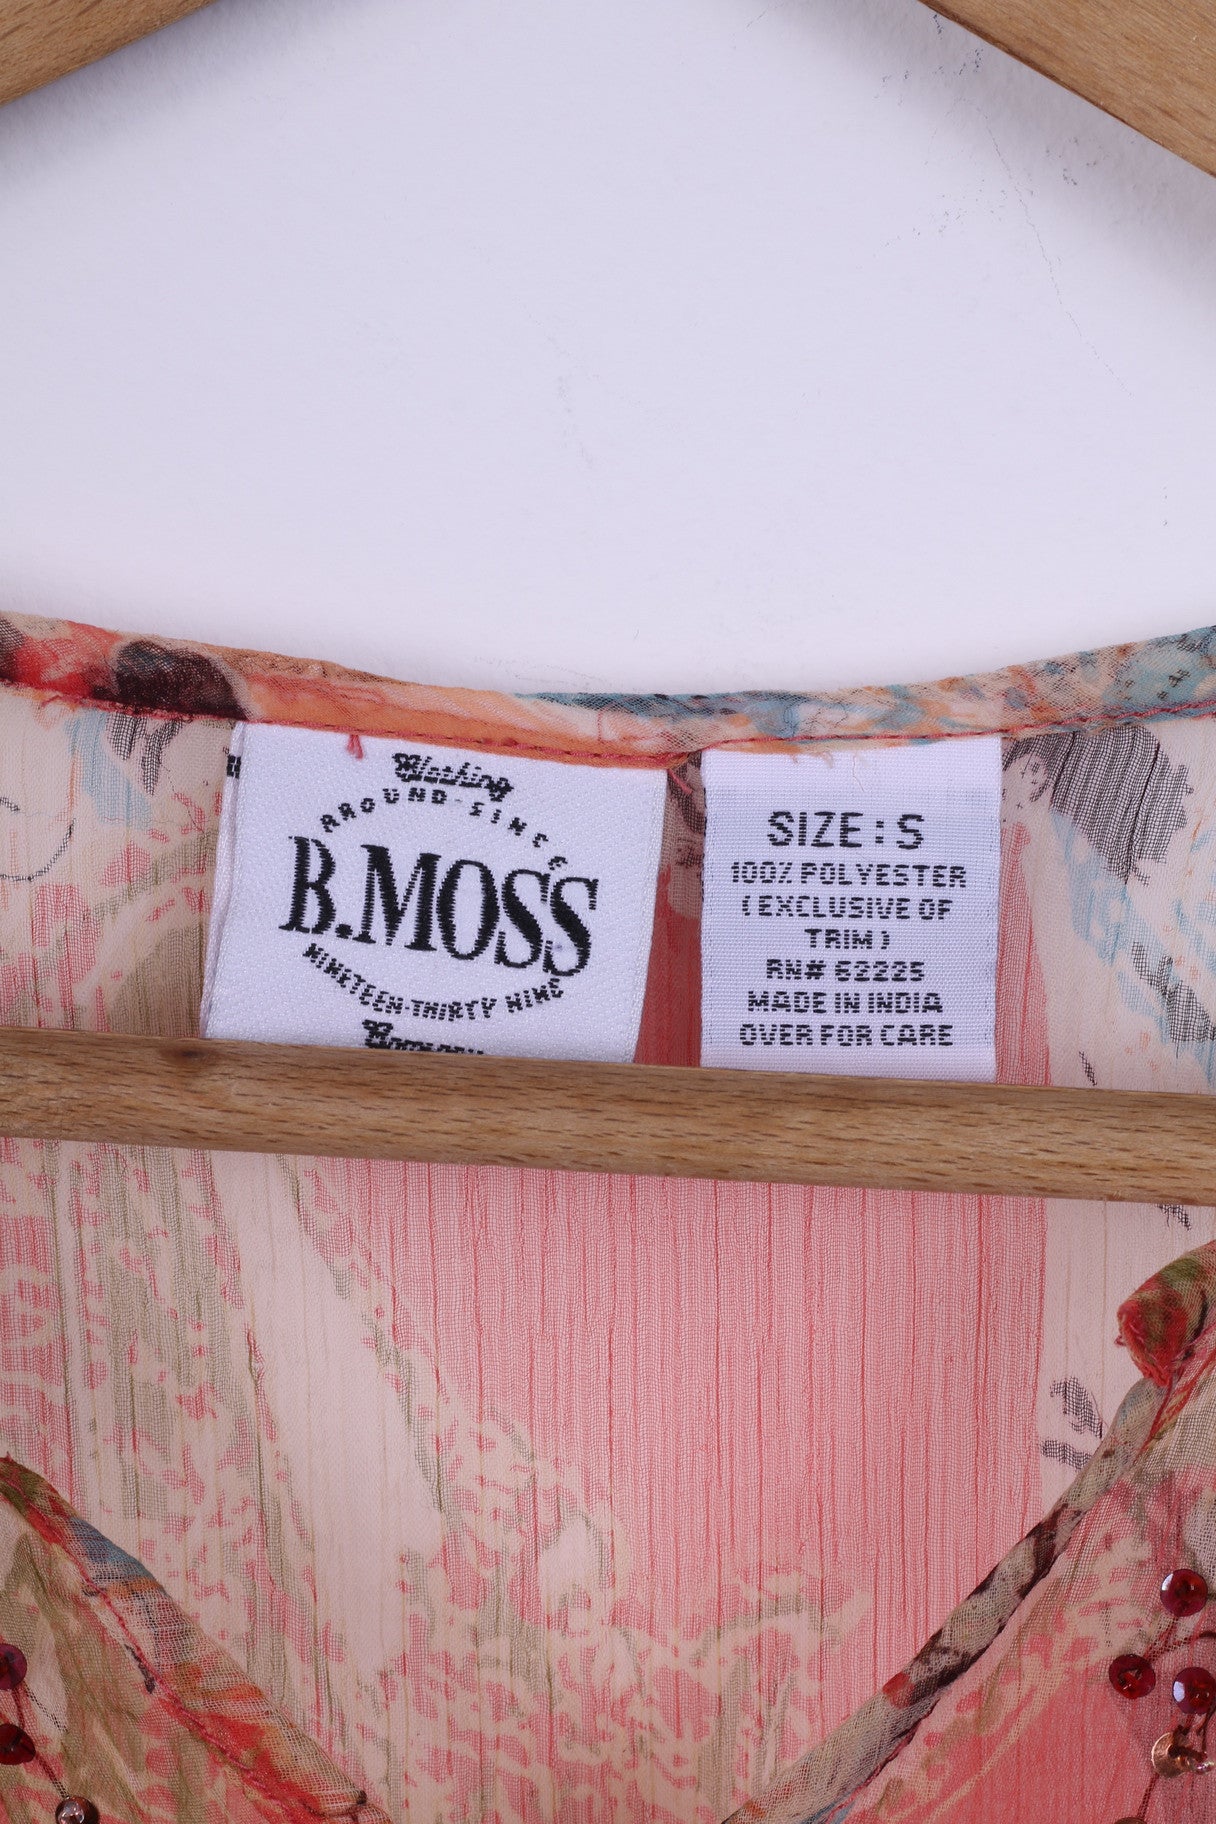 Clothing
AROUND·SINCE
B.MOSS
NINETEEN·THIRTY NINE
SIZE : S
100% POLYESTER
( EXCLUSIVE OF
TRIM )
RN# 62225
MADE IN INDIA
OVER FOR CARE